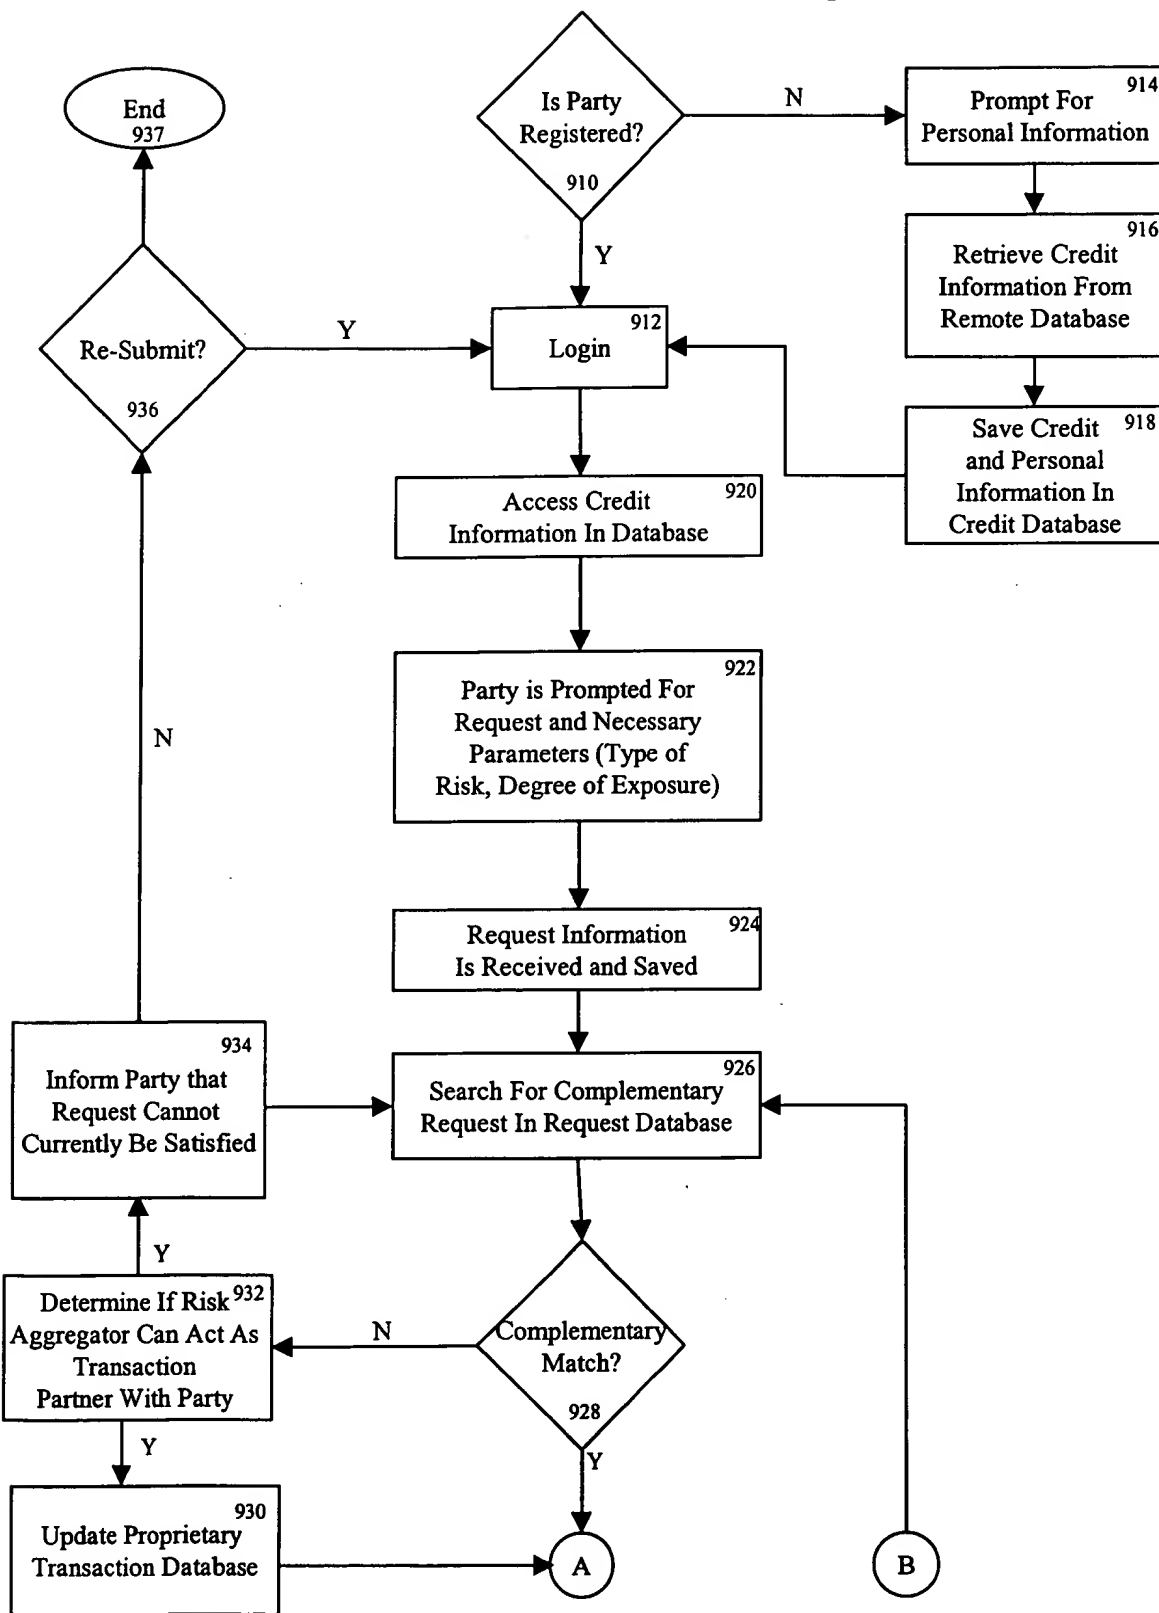 End
937
Is Party
Registered?
910
N
914
Prompt For
Personal Information
916
Retrieve Credit
Information From
Remote Database
Y
912
Login
Re-Submit?
936
Y
918
Save Credit
and Personal
Information In
Credit Database
920
Access Credit
Information In Database
922
Party is Prompted For
Request and Necessary
Parameters (Type of
Risk, Degree of Exposure)
N
924
Request Information
Is Received and Saved
934
Inform Party that
Request Cannot
Currently Be Satisfied
926
Search For Complementary
Request In Request Database
Y
932
Determine If Risk
Aggregator Can Act As
Transaction
Partner With Party
N
Complementary
Match?
928
Y
Y
930
Update Proprietary
Transaction Database
A
B